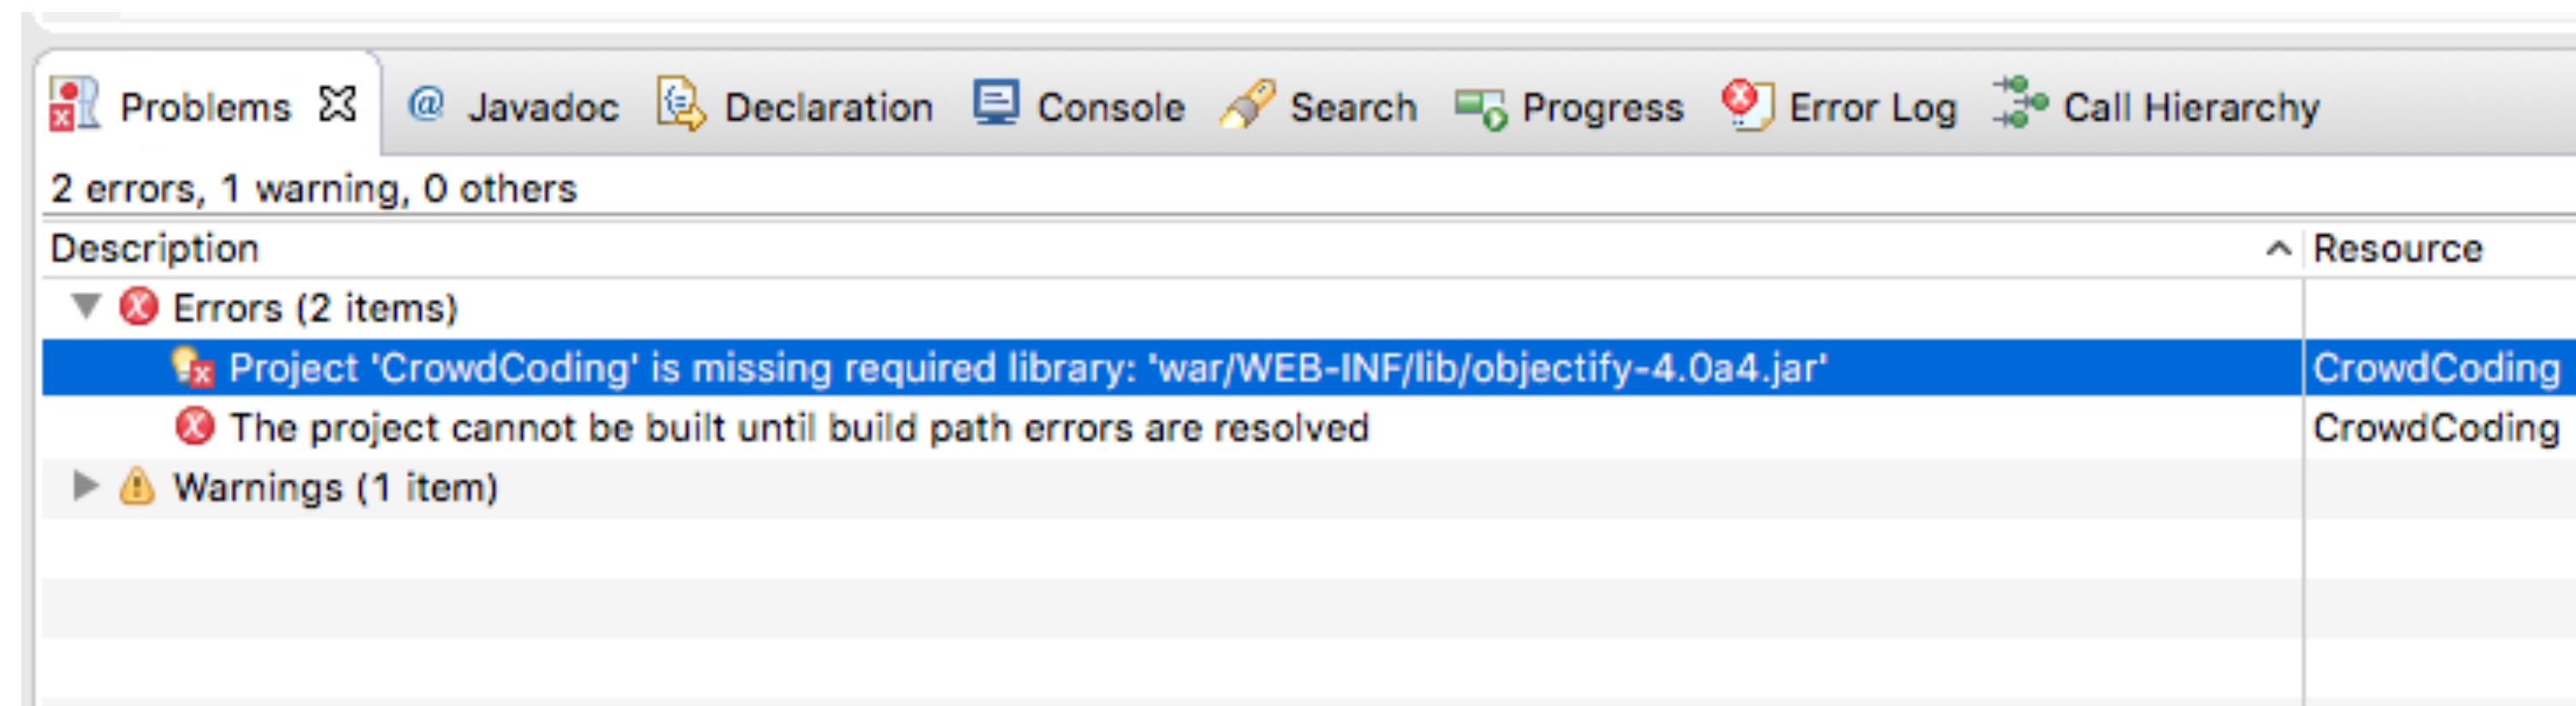 Problems @ Javadoc Declaration Console Search Progress Error Log Call Hierarchy
2 errors, 1 warning, 0 others
Description Resource
Errors (2 items)
Project 'CrowdCoding' is missing required library: 'war/WEB-INF/lib/objectify-4.0a4.jar' CrowdCoding
The project cannot be built until build path errors are resolved CrowdCoding
Warnings (1 item)